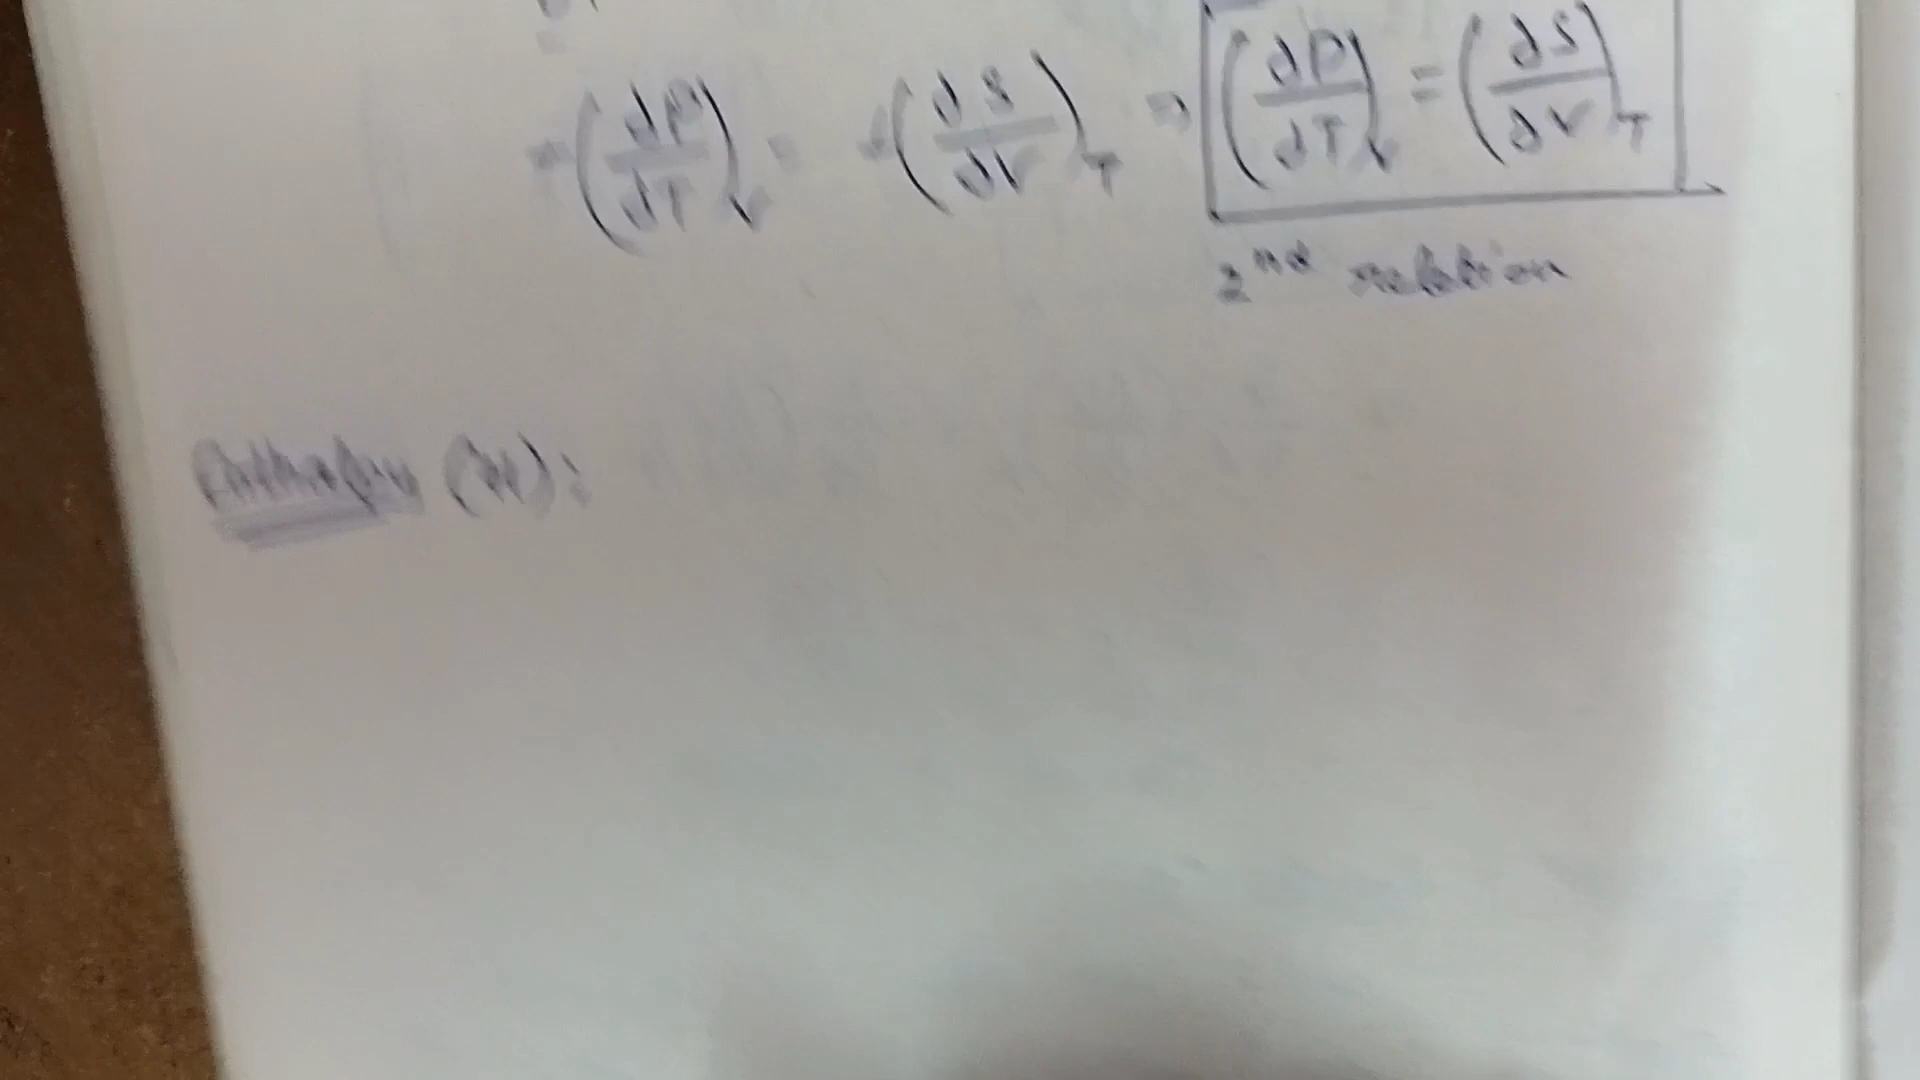 -(∂P/∂T)_V = -(∂S/∂V)_T ⇒ (∂P/∂T)_V = (∂S/∂V)_T
2nd relation
Enthalpy (H):